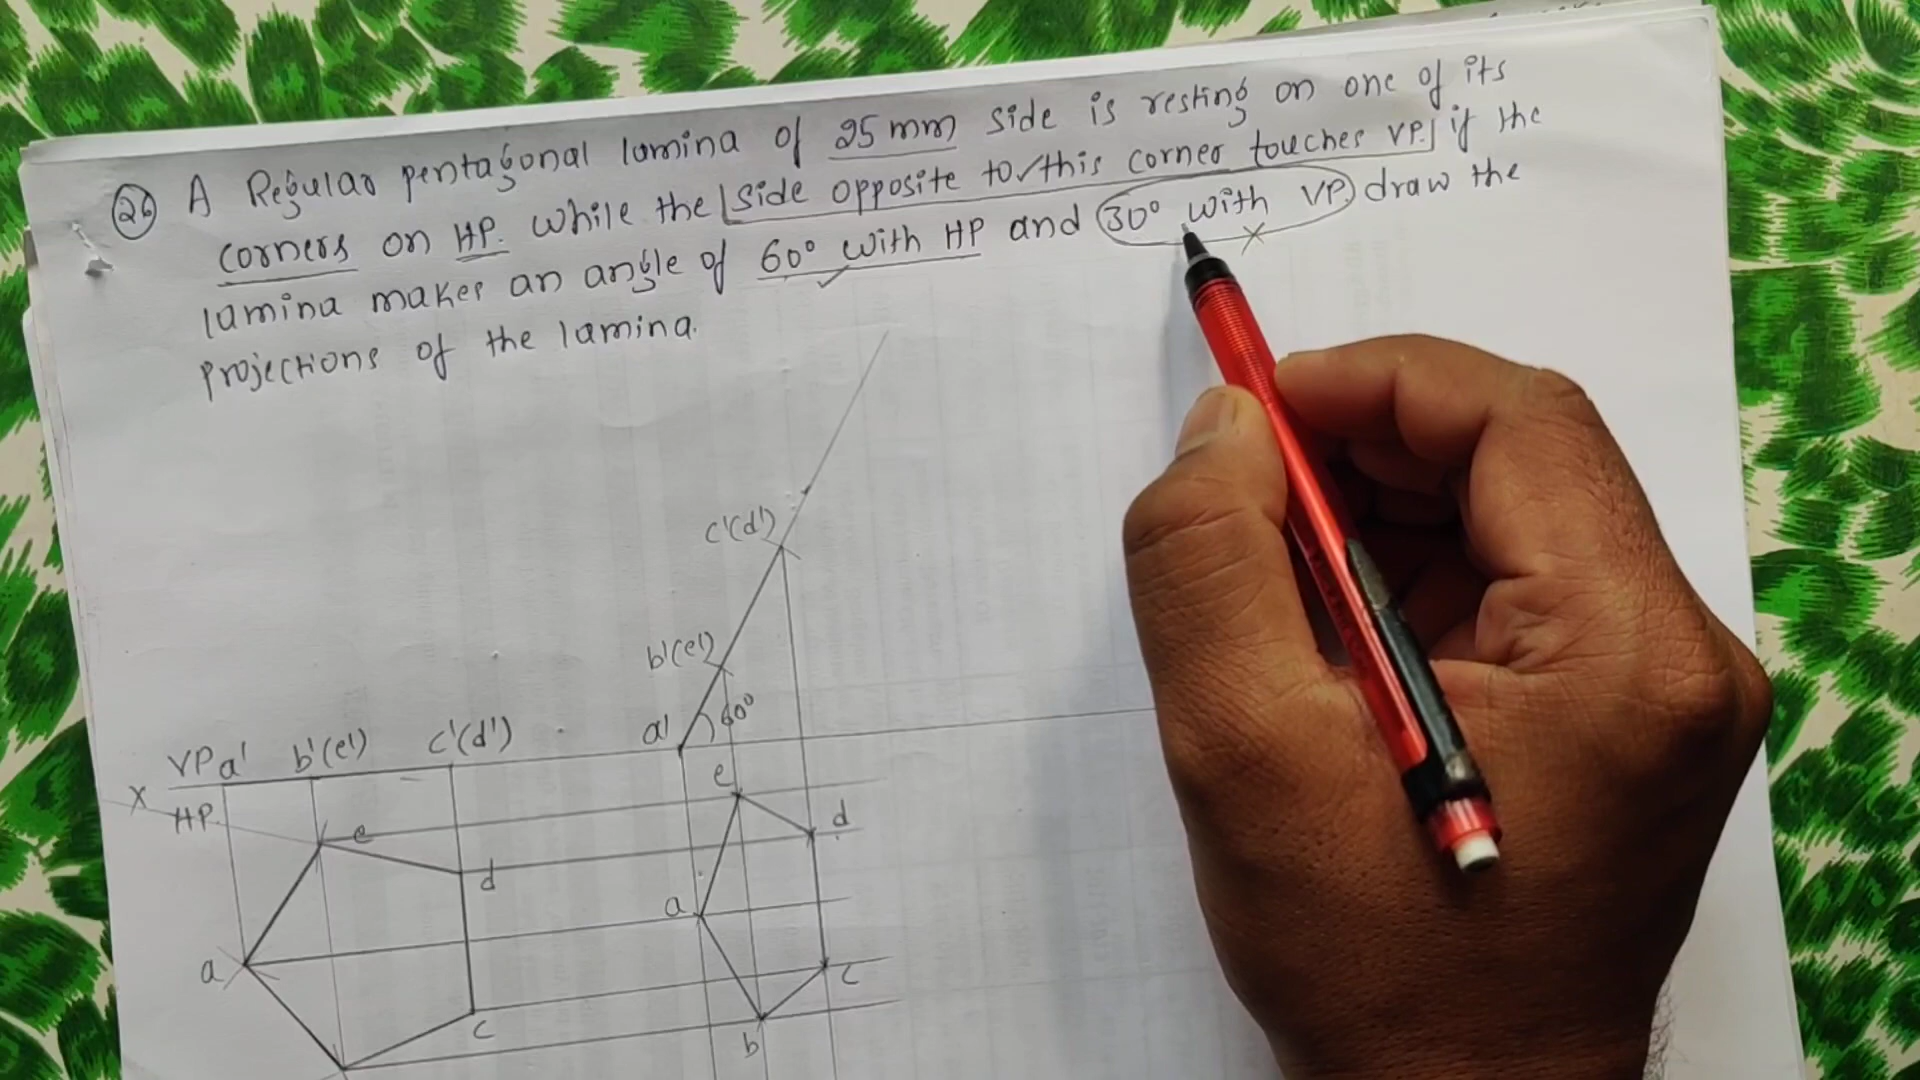 26 A Regular pentagonal lamina of 25 mm side is resting on one of its
corners on HP. while the side opposite to this corner touches VP. if the
lamina makes an angle of 60° with HP and 30° with VP. draw the
projections of the lamina.
c'(d')
b'(e')
a' 60°
VP a' b'(e') c'(d')
X
HP.
e
e
d
d
a
a
c
c
b